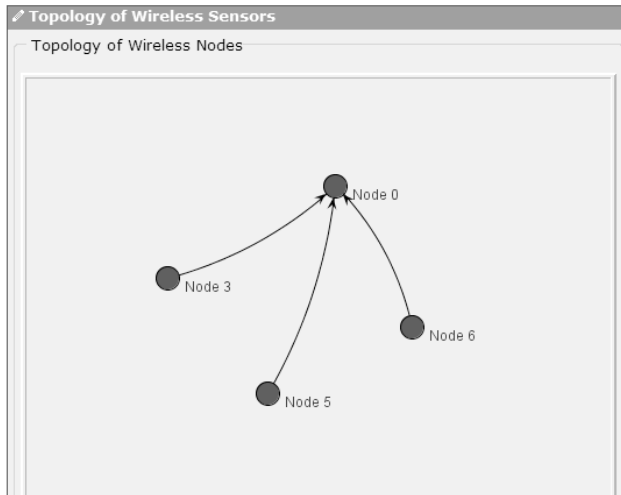 Topology of Wireless Sensors
Topology of Wireless Nodes
Node 0
Node 3
Node 6
Node 5